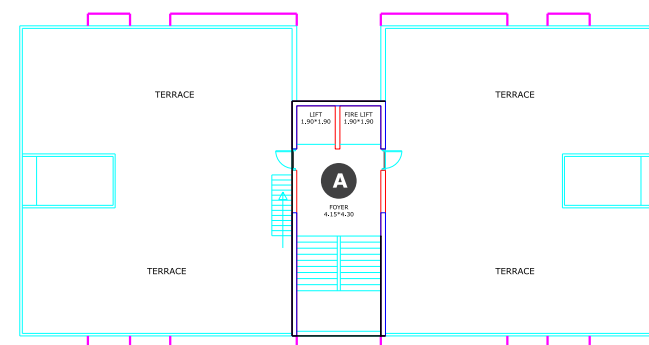 TERRACE
TERRACE
LIFT
1.90*1.90
FIRE LIFT
1.90*1.90
A
FOYER
4.15*4.30
TERRACE
TERRACE